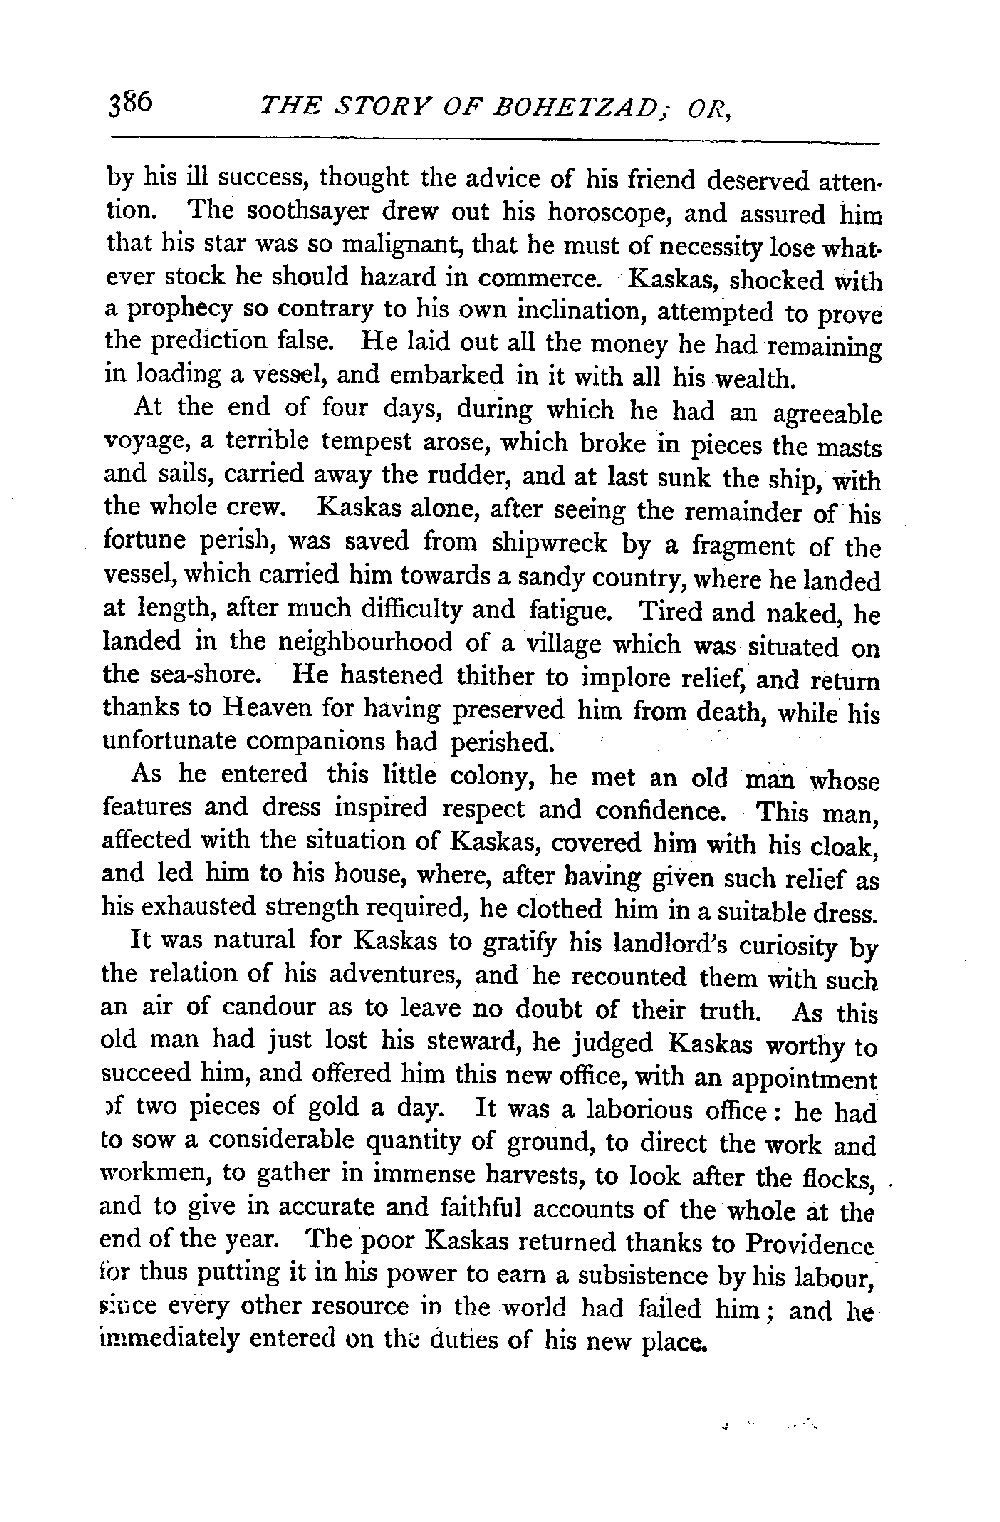 386 THE STORY OF BOHETZAD; OR,
by his ill success, thought the advice of his friend deserved atten-
tion. The soothsayer drew out his horoscope, and assured him
that his star was so malignant, that he must of necessity lose what-
ever stock he should hazard in commerce. Kaskas, shocked with
a prophecy so contrary to his own inclination, attempted to prove
the prediction false. He laid out all the money he had remaining
in loading a vessel, and embarked in it with all his wealth.
At the end of four days, during which he had an agreeable
voyage, a terrible tempest arose, which broke in pieces the masts
and sails, carried away the rudder, and at last sunk the ship, with
the whole crew. Kaskas alone, after seeing the remainder of his
fortune perish, was saved from shipwreck by a fragment of the
vessel, which carried him towards a sandy country, where he landed
at length, after much difficulty and fatigue. Tired and naked, he
landed in the neighbourhood of a village which was situated on
the sea-shore. He hastened thither to implore relief, and return
thanks to Heaven for having preserved him from death, while his
unfortunate companions had perished.
As he entered this little colony, he met an old man whose
features and dress inspired respect and confidence. This man,
affected with the situation of Kaskas, covered him with his cloak,
and led him to his house, where, after having given such relief as
his exhausted strength required, he clothed him in a suitable dress.
It was natural for Kaskas to gratify his landlord's curiosity by
the relation of his adventures, and he recounted them with such
an air of candour as to leave no doubt of their truth. As this
old man had just lost his steward, he judged Kaskas worthy to
succeed him, and offered him this new office, with an appointment
of two pieces of gold a day. It was a laborious office: he had
to sow a considerable quantity of ground, to direct the work and
workmen, to gather in immense harvests, to look after the flocks,
and to give in accurate and faithful accounts of the whole at the
end of the year. The poor Kaskas returned thanks to Providence
for thus putting it in his power to earn a subsistence by his labour,
since every other resource in the world had failed him; and he
immediately entered on the duties of his new place.